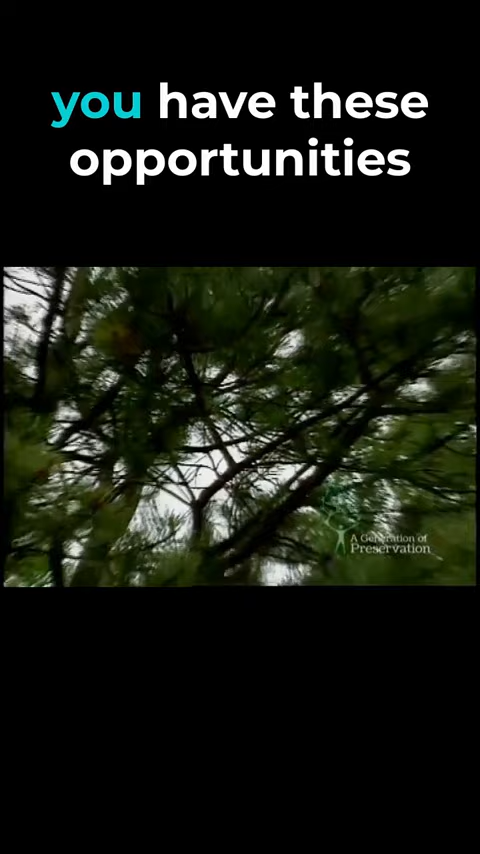 you have these
opportunities
A Generation of
Preservation